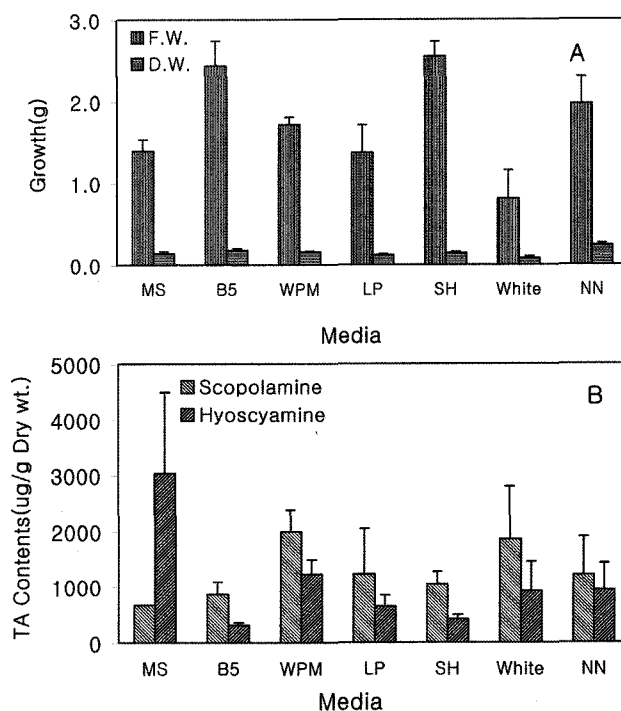 3.0
F.W.
D.W.
A
2.0
1.0
0.0
Growth(g)
MS B5 WPM LP SH White NN
Media
5000
Scopolamine
Hyoscyamine
B
4000
3000
2000
1000
0
TA Contents(ug/g Dry wt.)
MS B5 WPM LP SH White NN
Media